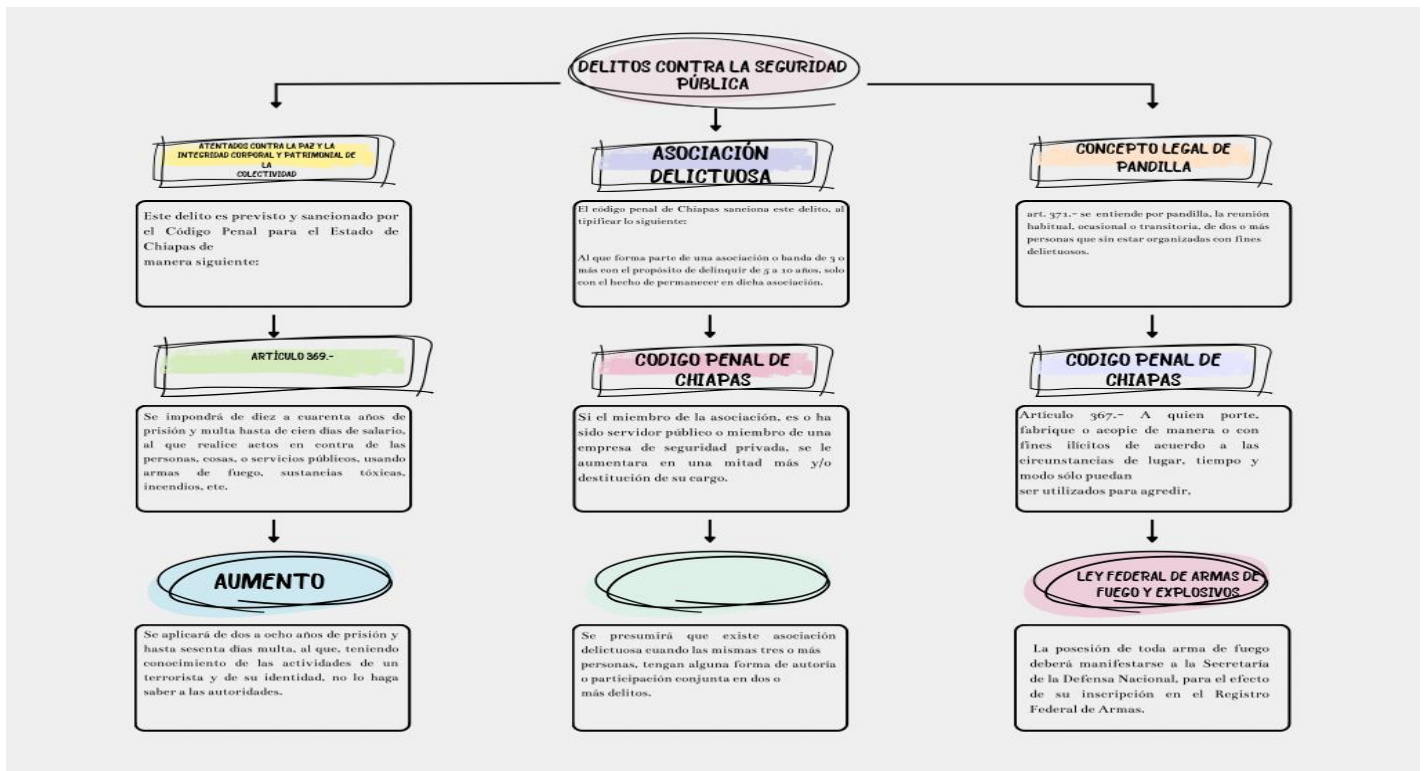 DELITOS CONTRA LA SEGURIDAD
PÚBLICA
ATENTADOS CONTRA LA PAZ Y LA
INTEGRIDAD CORPORAL Y PATRIMONIAL DE
LA
COLECTIVIDAD
Este delito es previsto y sancionado por
el Código Penal para el Estado de
Chiapas de
manera siguiente:
ARTÍCULO 369.-
Se impondrá de diez a cuarenta años de
prisión y multa hasta de cien días de salario,
al que realice actos en contra de las
personas, cosas, o servicios públicos, usando
armas de fuego, sustancias tóxicas,
incendios, etc.
AUMENTO
Se aplicará de dos a ocho años de prisión y
hasta sesenta días multa, al que, teniendo
conocimiento de las actividades de un
terrorista y de su identidad, no lo haga
saber a las autoridades.
ASOCIACIÓN
DELICTUOSA
El código penal de Chiapas sanciona este delito, al
tipificar lo siguiente:
Al que forma parte de una asociación o banda de 3 o
más con el propósito de delinquir de 5 a 10 años, solo
con el hecho de permanecer en dicha asociación.
CODIGO PENAL DE
CHIAPAS
Si el miembro de la asociación, es o ha
sido servidor público o miembro de una
empresa de seguridad privada, se le
aumentara en una mitad más y/o
destitución de su cargo.
Se presumirá que existe asociación
delictuosa cuando las mismas tres o más
personas, tengan alguna forma de autoría
o participación conjunta en dos o
más delitos.
CONCEPTO LEGAL DE
PANDILLA
art. 371.- se entiende por pandilla, la reunión
habitual, ocasional o transitoria, de dos o más
personas que sin estar organizadas con fines
delictuosos.
CODIGO PENAL DE
CHIAPAS
Artículo 367.- A quien porte,
fabrique o acopie de manera o con
fines ilícitos de acuerdo a las
circunstancias de lugar, tiempo y
modo sólo puedan
ser utilizados para agredir,
LEY FEDERAL DE ARMAS DE
FUEGO Y EXPLOSIVOS
La posesión de toda arma de fuego
deberá manifestarse a la Secretaría
de la Defensa Nacional, para el efecto
de su inscripción en el Registro
Federal de Armas.